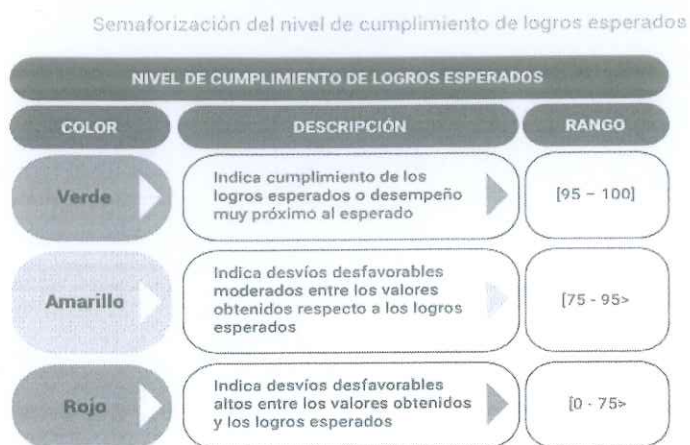 Semaforización del nivel de cumplimiento de logros esperados
NIVEL DE CUMPLIMIENTO DE LOGROS ESPERADOS
COLOR
DESCRIPCIÓN
RANGO
Verde
Indica cumplimiento de los
logros esperados o desempeño
muy próximo al esperado
[95 – 100]
Amarillo
Indica desvíos desfavorables
moderados entre los valores
obtenidos respecto a los logros
esperados
[75 - 95>
Rojo
Indica desvíos desfavorables
altos entre los valores obtenidos
y los logros esperados
[0 - 75>